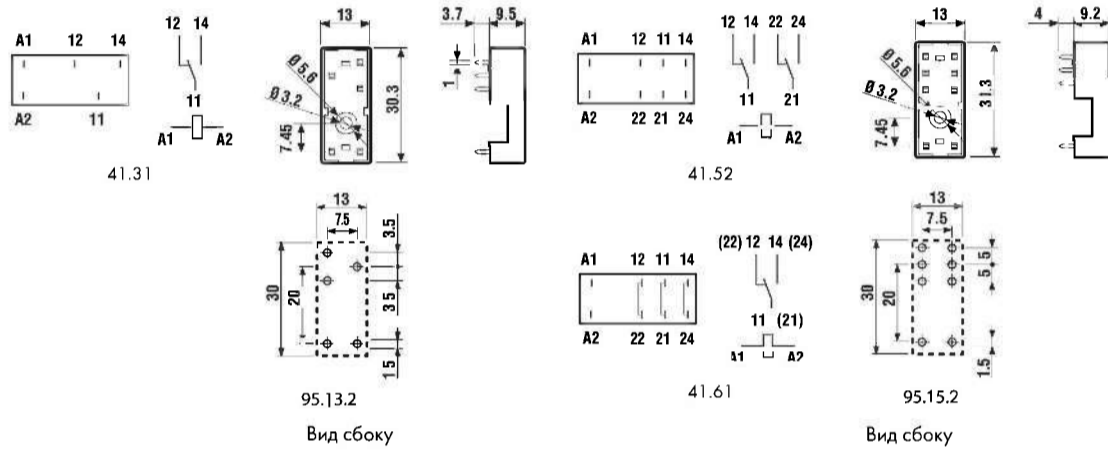 13
3.7 9.5
12 14
A1 12 14
Ø 5.6
Ø 3.2
1
30.3
7.45
11
A2 11
A1 A2
41.31
13
7.5
3.5
30
20
3 5
1 5
95.13.2
Вид сбоку
13
4 9.2
12 14 22 24
A1 12 11 14
Ø 5.6
Ø 3.2
31.3
7.45
11 21
A2 22 21 24
A1 A2
41.52
13
7.5
(22) 12 14 (24)
A1 12 11 14
5
5
30
20
11 (21)
A2 22 21 24
A1 A2
1.5
41.61
95.15.2
Вид сбоку